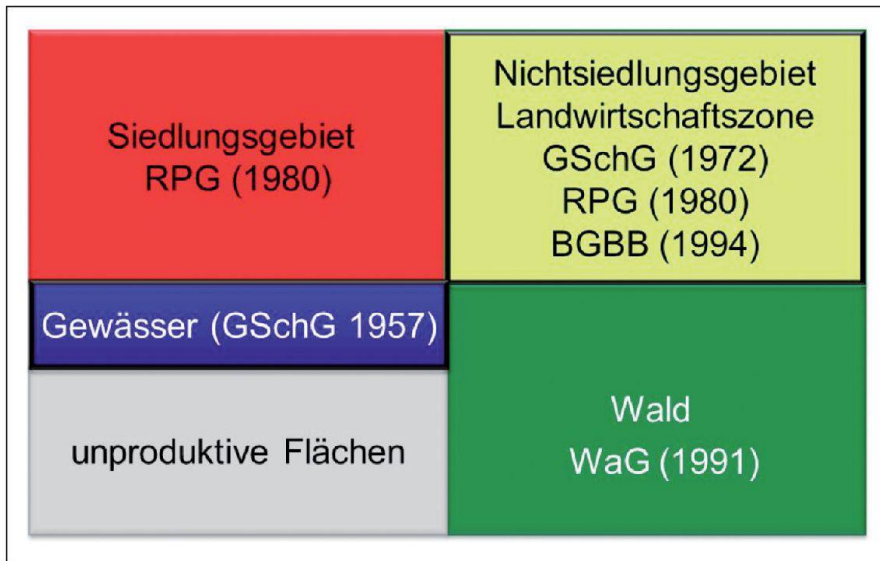 Siedlungsgebiet
RPG (1980)
Nichtsiedlungsgebiet
Landwirtschaftszone
GSchG (1972)
RPG (1980)
BGBB (1994)
Gewässer (GSchG 1957)
unproduktive Flächen
Wald
WaG (1991)